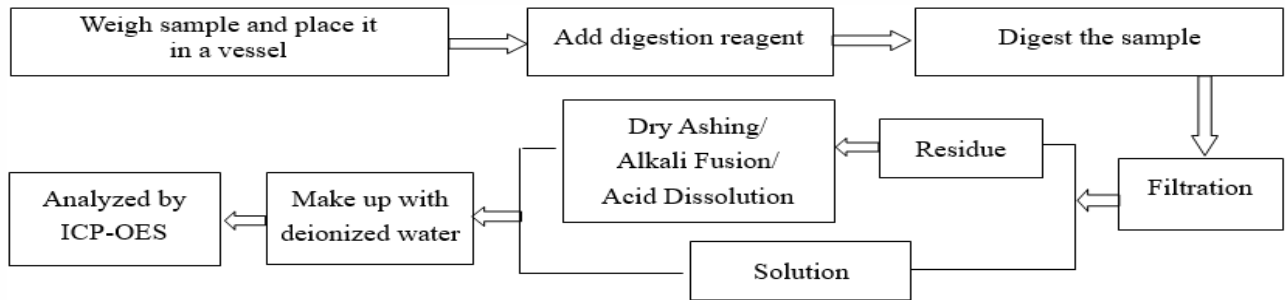 Weigh sample and place it
in a vessel
Add digestion reagent
Digest the sample
Filtration
Residue
Dry Ashing/
Alkali Fusion/
Acid Dissolution
Solution
Make up with
deionized water
Analyzed by
ICP-OES